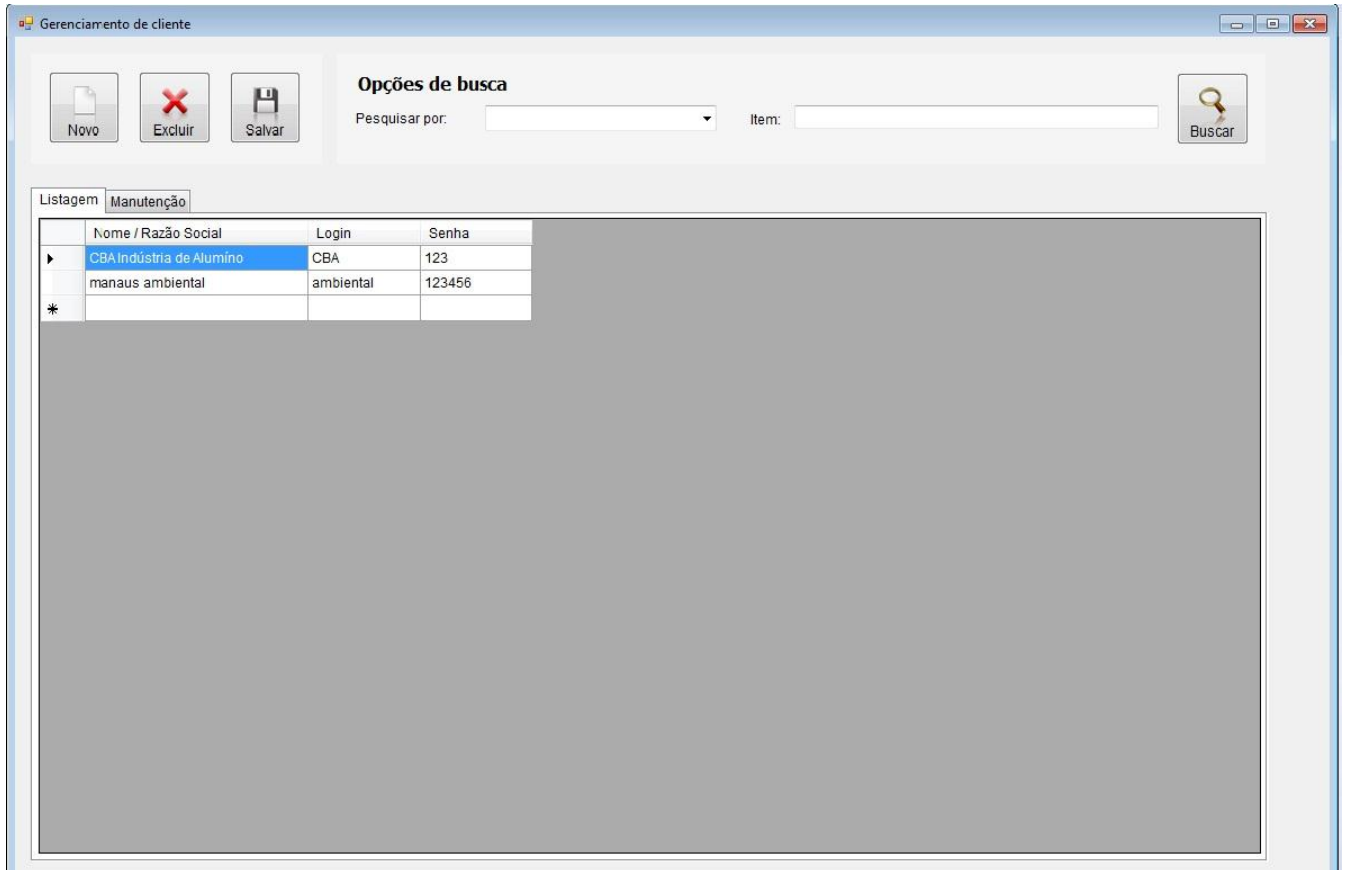 Gerenciamento de cliente
Novo Excluir Salvar
Opções de busca
Pesquisar por: Item: Buscar
Listagem Manutenção
Nome / Razão Social Login Senha
CBA Indústria de Alumíno CBA 123
manaus ambiental ambiental 123456